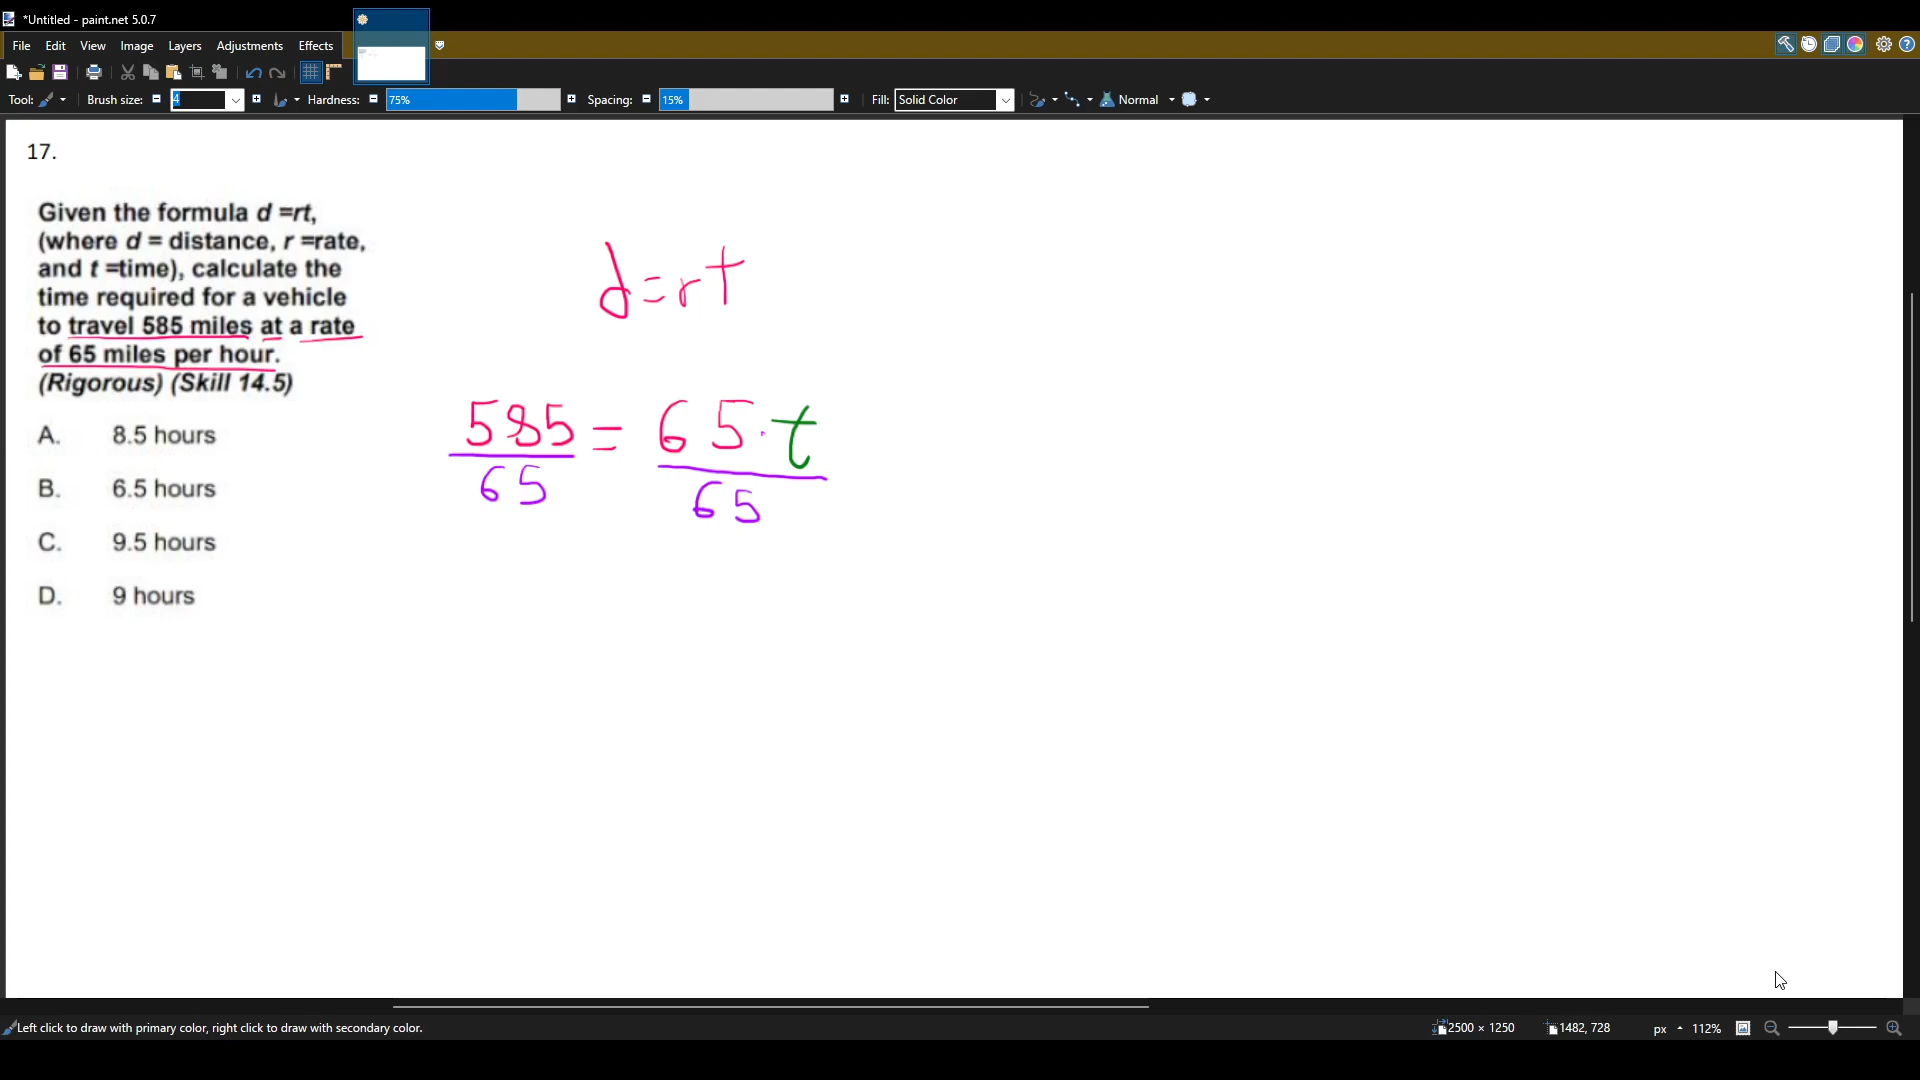 *Untitled - paint.net 5.0.7
File Edit View Image Layers Adjustments Effects
Tool: Brush size: 4 Hardness: 75% Spacing: 15% Fill: Solid Color Normal
17.
Given the formula d =rt,
(where d = distance, r =rate,
and t =time), calculate the
time required for a vehicle
to travel 585 miles at a rate
of 65 miles per hour.
(Rigorous) (Skill 14.5)
A. 8.5 hours
B. 6.5 hours
C. 9.5 hours
D. 9 hours
d=rt
585 = 65·t
65 65
Left click to draw with primary color, right click to draw with secondary color.
2500 × 1250 1482, 728 px 112%